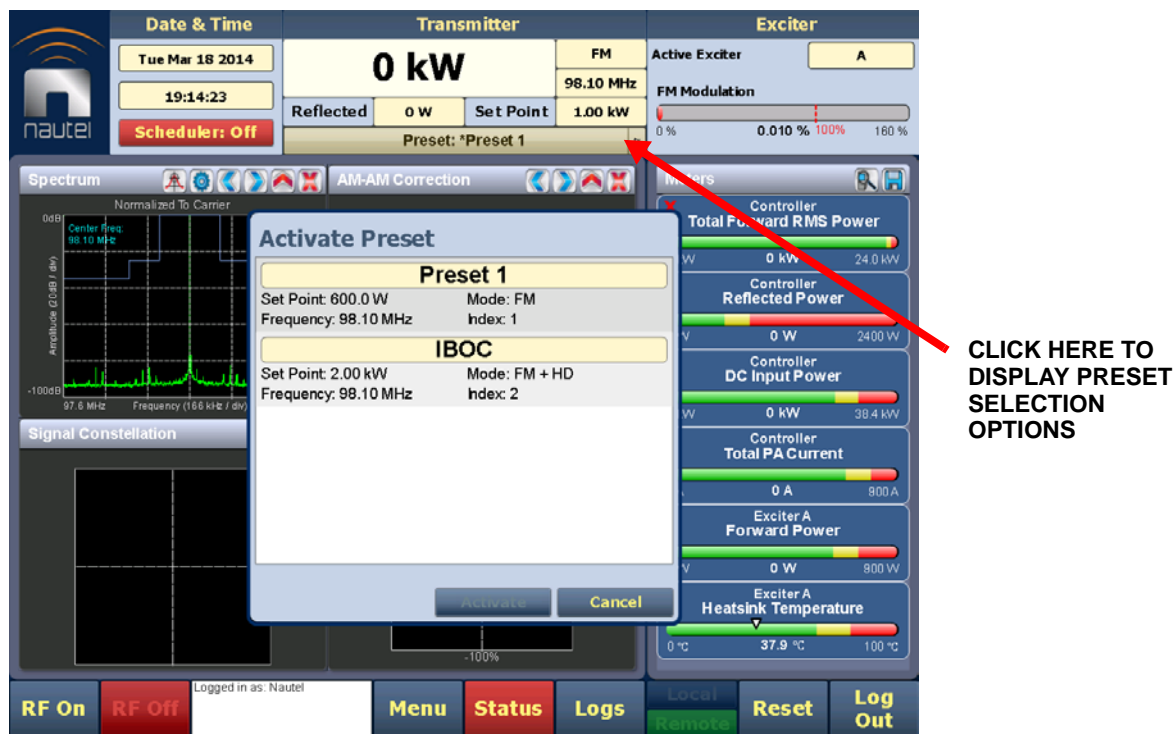 Date & Time
Transmitter
Exciter
nautel
Tue Mar 18 2014
19:14:23
Scheduler: Off
0 kW
FM
98.10 MHz
Reflected
0 W
Set Point
1.00 kW
Preset: *Preset 1
Active Exciter
A
FM Modulation
0 %
0.010 %
100%
160 %
Spectrum
AM-AM Correction
Meters
Normalized To Carrier
0dB
Center Freq:
98.10 MHz
Amplitude (20dB / div)
-100dB
97.6 MHz
Frequency (166 kHz / div)
Signal Constellation
-100%
Activate Preset
Preset 1
Set Point: 600.0 W
Mode: FM
Frequency: 98.10 MHz
Index: 1
IBOC
Set Point: 2.00 kW
Mode: FM + HD
Frequency: 98.10 MHz
Index: 2
Activate
Cancel
Controller
Total Forward RMS Power
0 kW
24.0 kW
Controller
Reflected Power
0 W
2400 W
Controller
DC Input Power
0 kW
38.4 kW
Controller
Total PA Current
0 A
900 A
Exciter A
Forward Power
0 W
900 W
Exciter A
Heatsink Temperature
0 °C
37.9 °C
100 °C
CLICK HERE TO
DISPLAY PRESET
SELECTION
OPTIONS
RF On
RF Off
Logged in as: Nautel
Menu
Status
Logs
Local
Remote
Reset
Log
Out